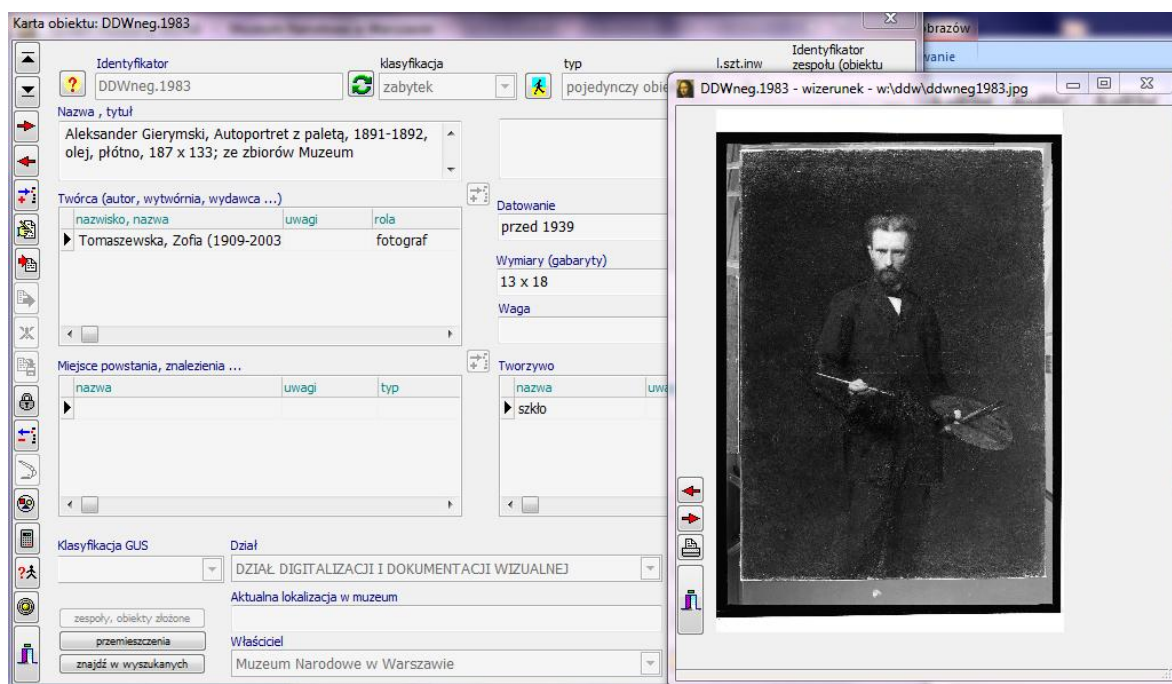 Karta obiektu: DDWneg.1983
Identyfikator
klasyfikacja
typ
l.szt.inw
Identyfikator
zespołu (obiektu
DDWneg.1983
zabytek
pojedynczy obie
Nazwa , tytuł
Aleksander Gierymski, Autoportret z paletą, 1891-1892,
olej, płótno, 187 x 133; ze zbiorów Muzeum
Twórca (autor, wytwórnia, wydawca ...)
nazwisko, nazwa uwagi rola
Tomaszewska, Zofia (1909-2003 fotograf
Datowanie
przed 1939
Wymiary (gabaryty)
13 x 18
Waga
Miejsce powstania, znalezienia ...
nazwa uwagi typ
Tworzywo
nazwa uwa
szkło
Klasyfikacja GUS
Dział
DZIAŁ DIGITALIZACJI I DOKUMENTACJI WIZUALNEJ
Aktualna lokalizacja w muzeum
zespoły, obiekty złożone
przemieszczenia
znajdź w wyszukanych
Właściciel
Muzeum Narodowe w Warszawie
brazów
wanie
DDWneg.1983 - wizerunek - w:\ddw\ddwneg1983.jpg